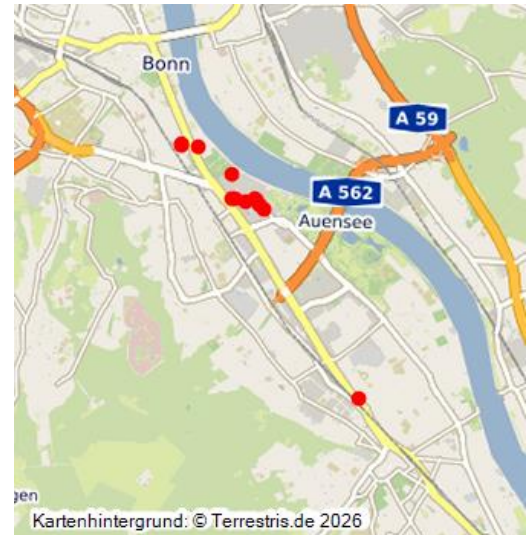 Bonn
A 59
A 562
Auensee
gen
Kartenhintergrund: © Terrestris.de 2026